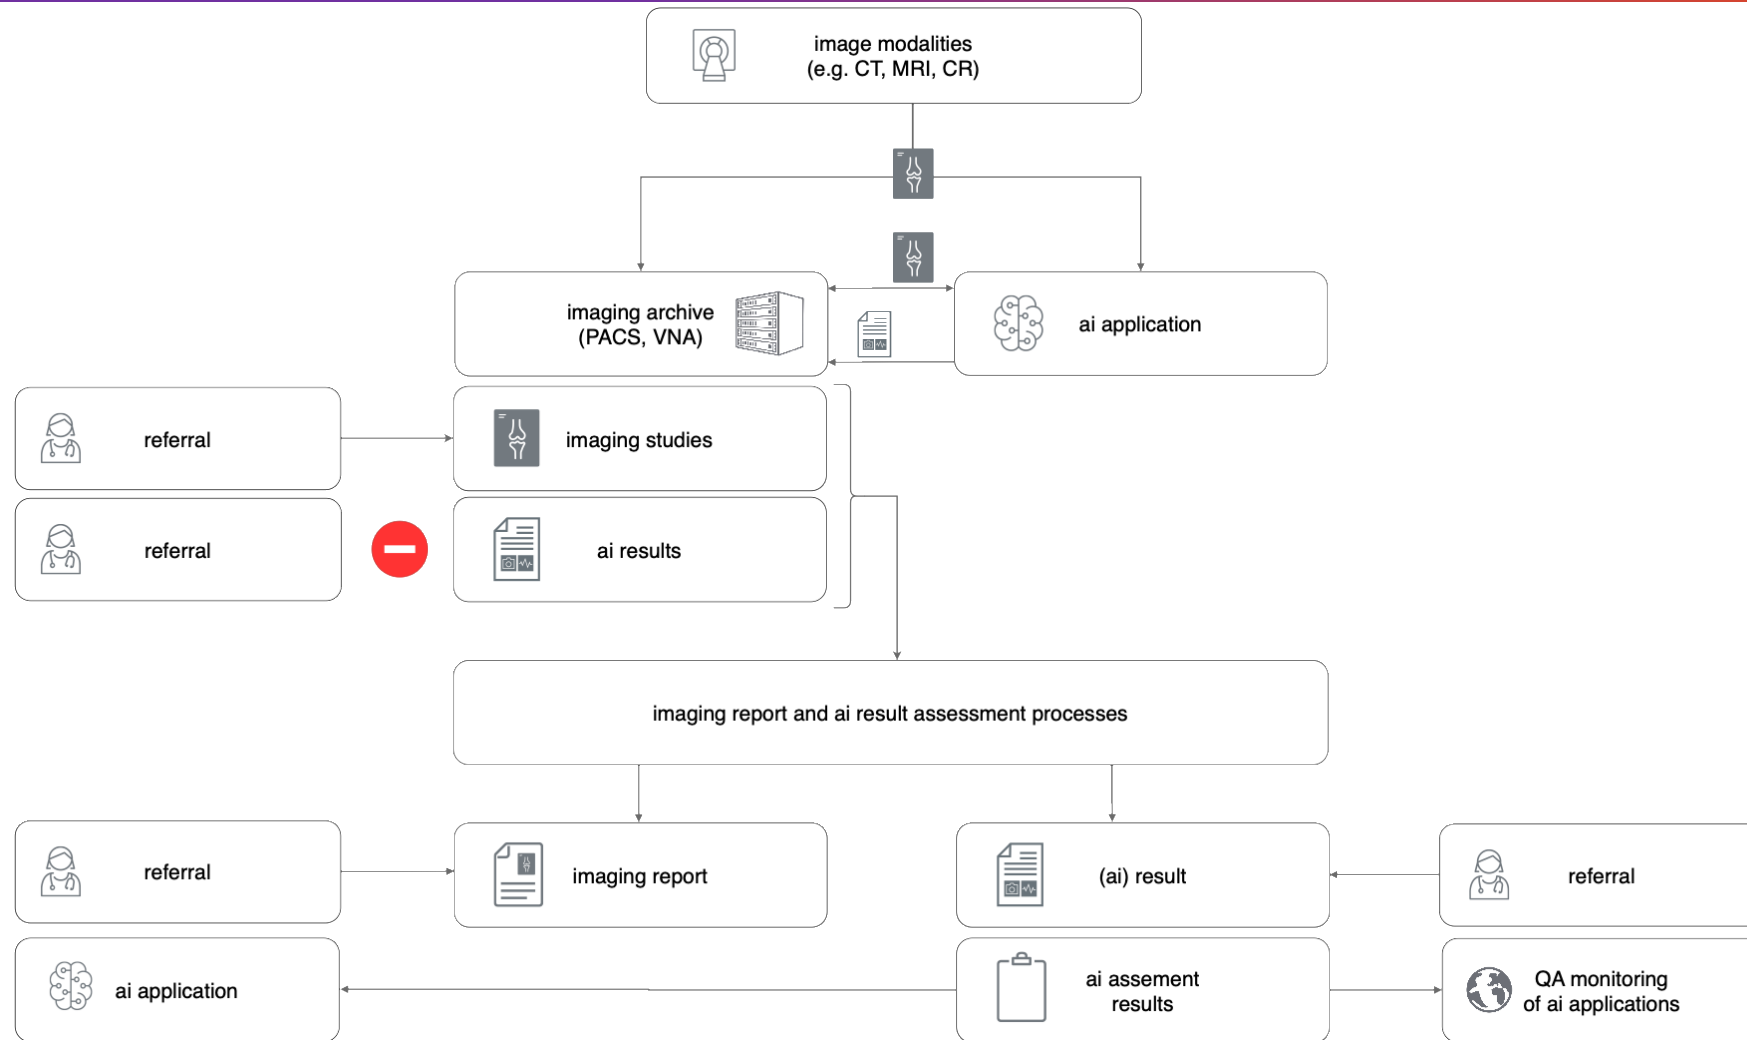 image modalities
(e.g. CT, MRI, CR)
imaging archive
(PACS, VNA)
ai application
referral
imaging studies
referral
ai results
imaging report and ai result assessment processes
referral
imaging report
(ai) result
referral
ai application
ai assement
results
QA monitoring
of ai applications